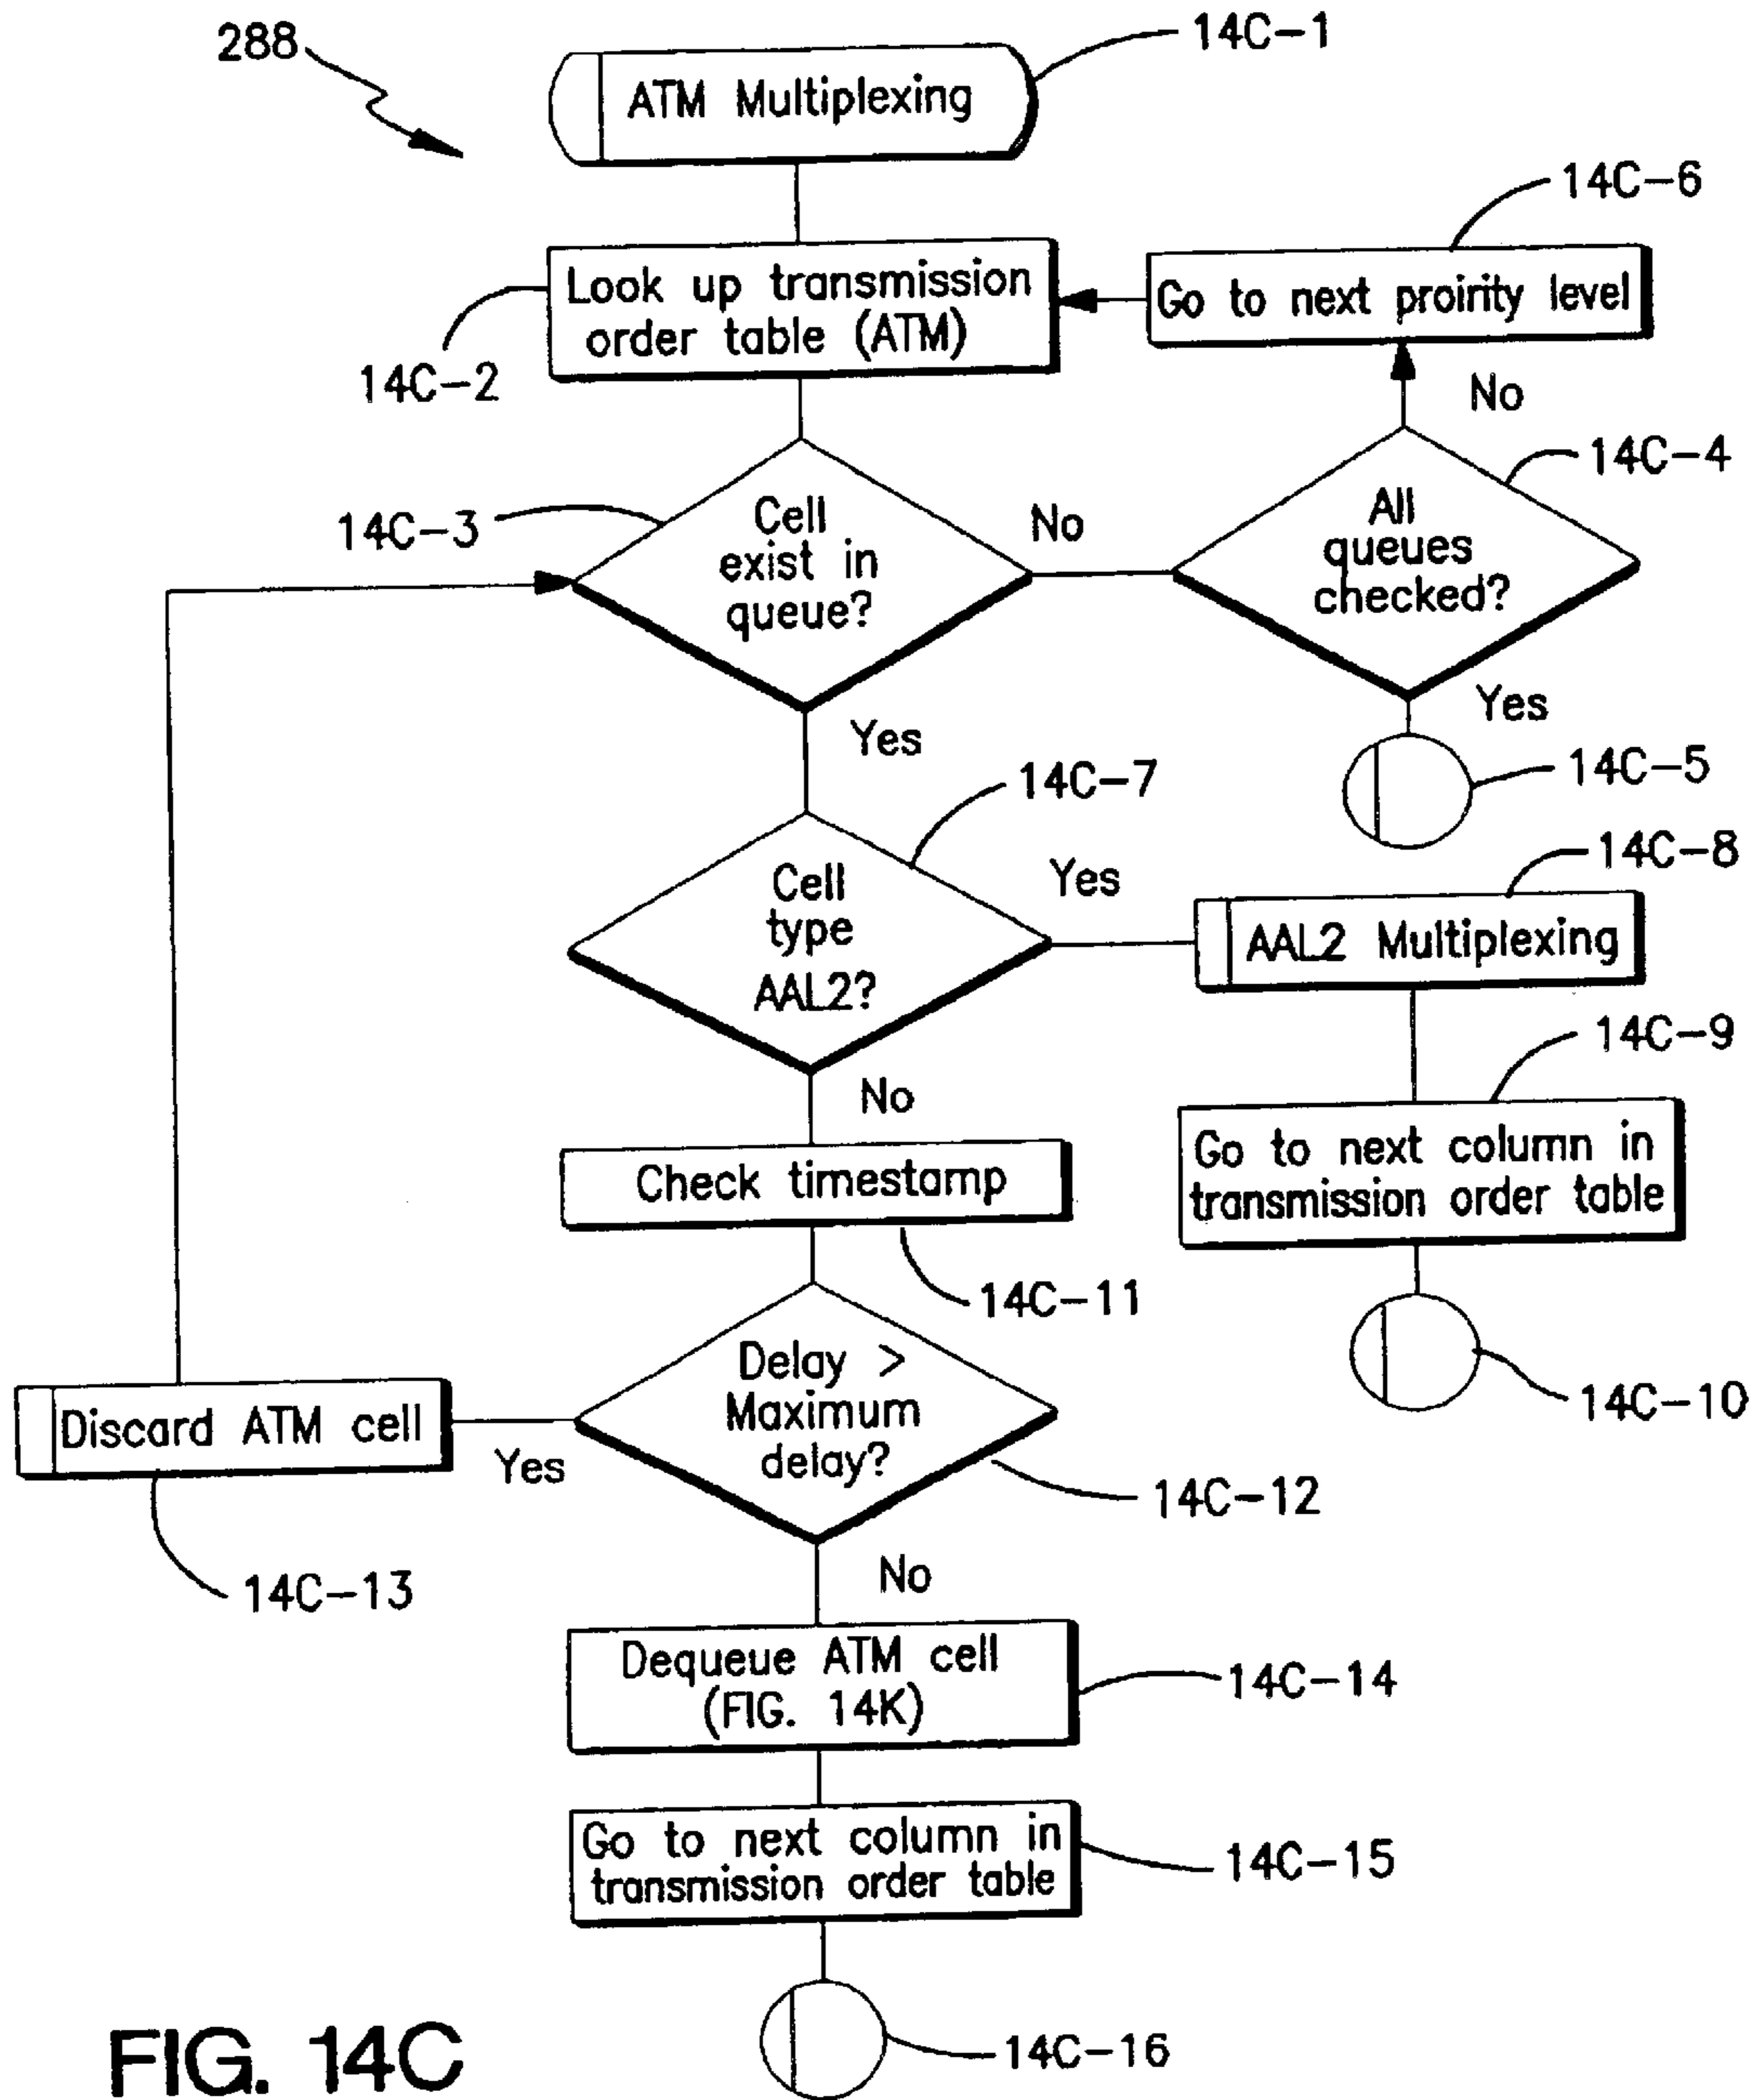 288
14C-1
ATM Multiplexing
14C-6
Look up transmission
order table (ATM)
Go to next proirity level
14C-2
No
14C-4
14C-3
Cell
exist in
queue?
No
All
queues
checked?
Yes
Yes
14C-5
14C-7
14C-8
Cell
type
AAL2?
Yes
AAL2 Multiplexing
14C-9
No
Go to next column in
transmission order table
Check timestamp
14C-11
Delay >
Maximum
delay?
14C-10
Discard ATM cell
Yes
14C-12
14C-13
No
Dequeue ATM cell
(FIG. 14K)
14C-14
Go to next column in
transmission order table
14C-15
14C-16
FIG. 14C